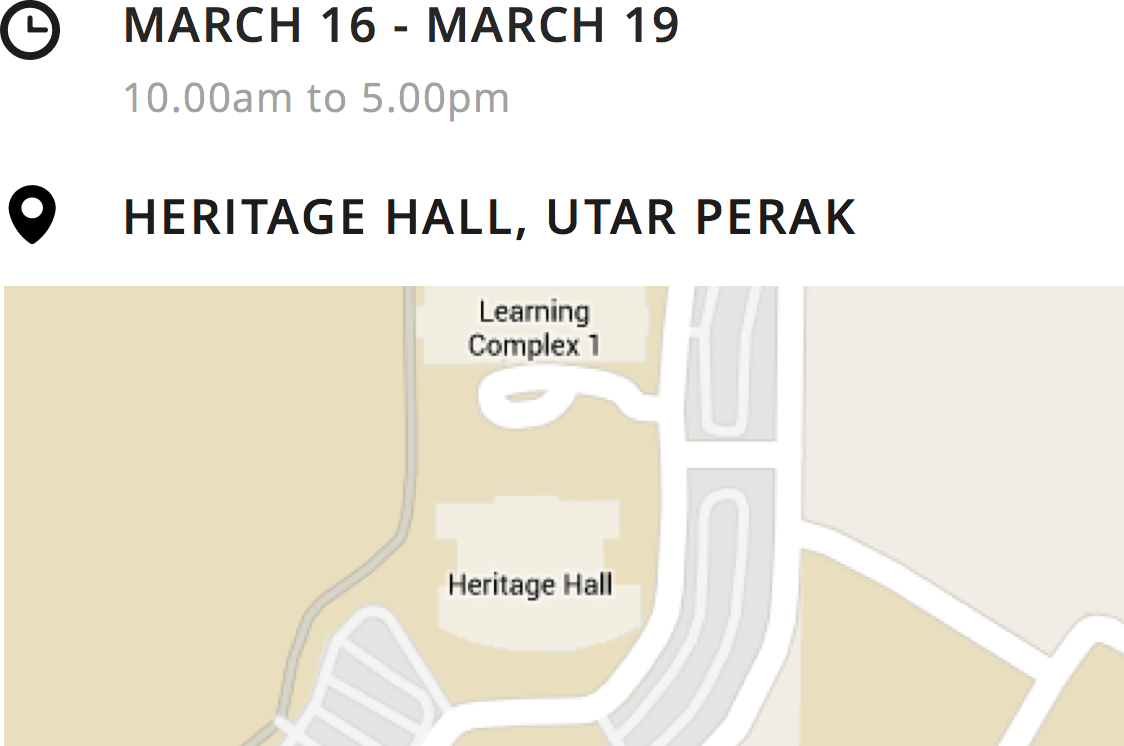 MARCH 16 - MARCH 19
10.00am to 5.00pm
HERITAGE HALL, UTAR PERAK
Learning
Complex 1
Heritage Hall